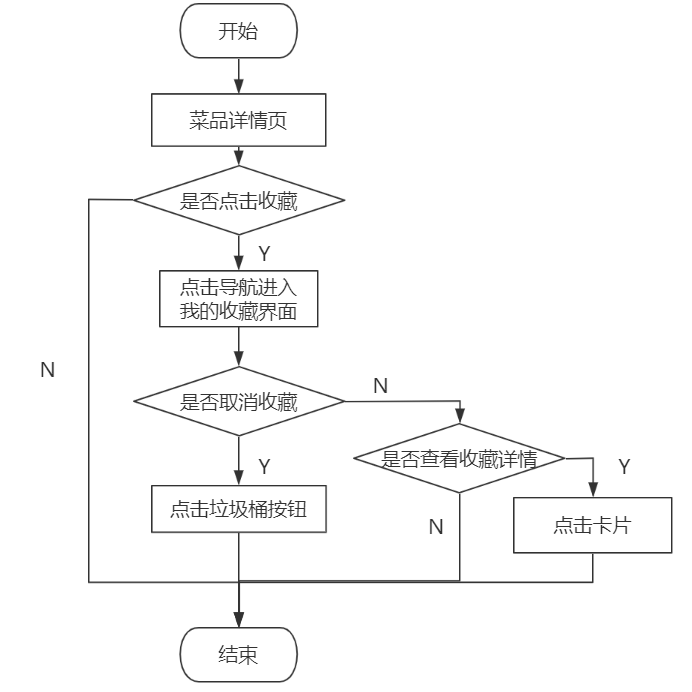 开始
菜品详情页
是否点击收藏
Y
点击导航进入
我的收藏界面
N
是否取消收藏
N
Y
是否查看收藏详情
Y
点击垃圾桶按钮
N
点击卡片
结束